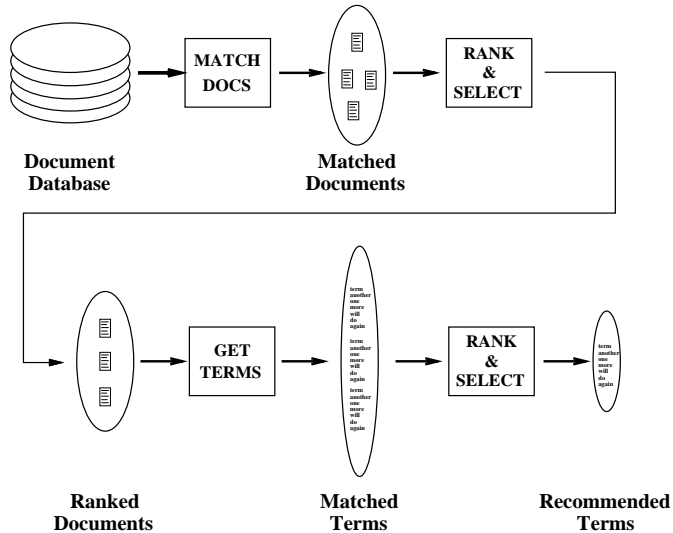 MATCH
DOCS
RANK
&
SELECT
Document
Database
Matched
Documents
term
another
one
more
will
do
again
term
another
one
more
will
do
again
term
another
one
more
will
do
again
GET
TERMS
RANK
&
SELECT
term
another
one
more
will
do
again
Ranked
Documents
Matched
Terms
Recommended
Terms